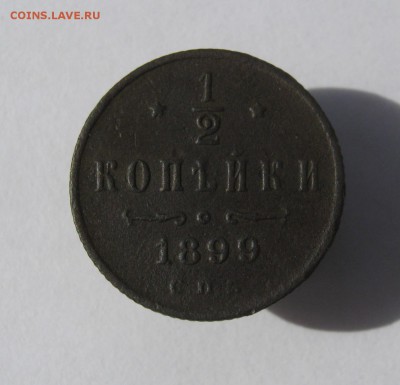 COINS.LAVE.RU
1/2
КОПѢЙКИ
1899
С.П.Б.